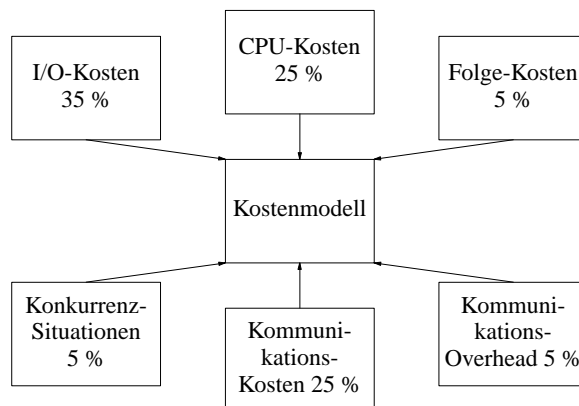 I/O-Kosten
35 %
CPU-Kosten
25 %
Folge-Kosten
5 %
Kostenmodell
Konkurrenz-
Situationen
5 %
Kommuni-
kations-
Kosten 25 %
Kommuni-
kations-
Overhead 5 %